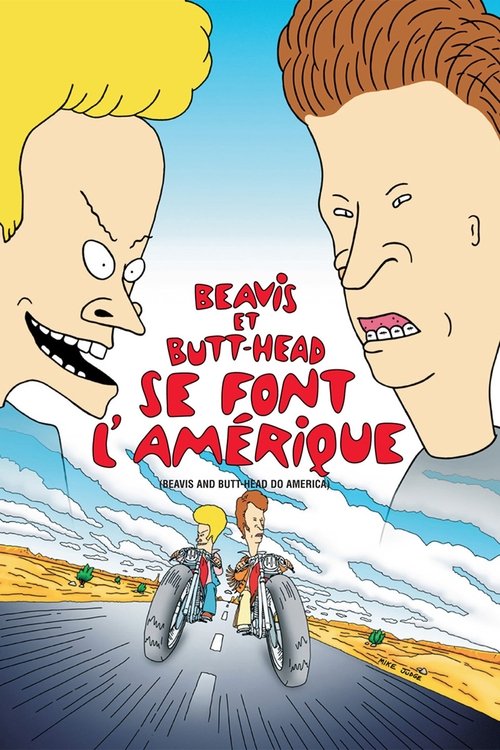 BEAVIS
ET
BUTT-HEAD
SE FONT
L'AMÉRIQUE
(BEAVIS AND BUTT-HEAD DO AMERICA)
MIKE JUDGE